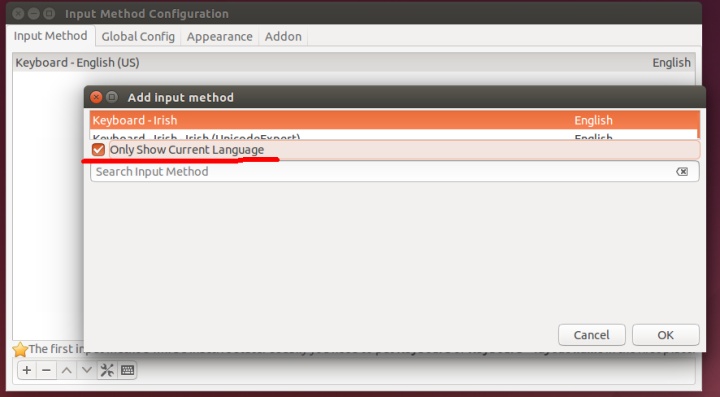 Input Method Configuration
Input Method Global Config Appearance Addon
Keyboard - English (US) English
Add input method
Keyboard - Irish English
Keyboard - Irish - Irish (UnicodeExpert) English
Only Show Current Language
Search Input Method
Cancel OK
The first